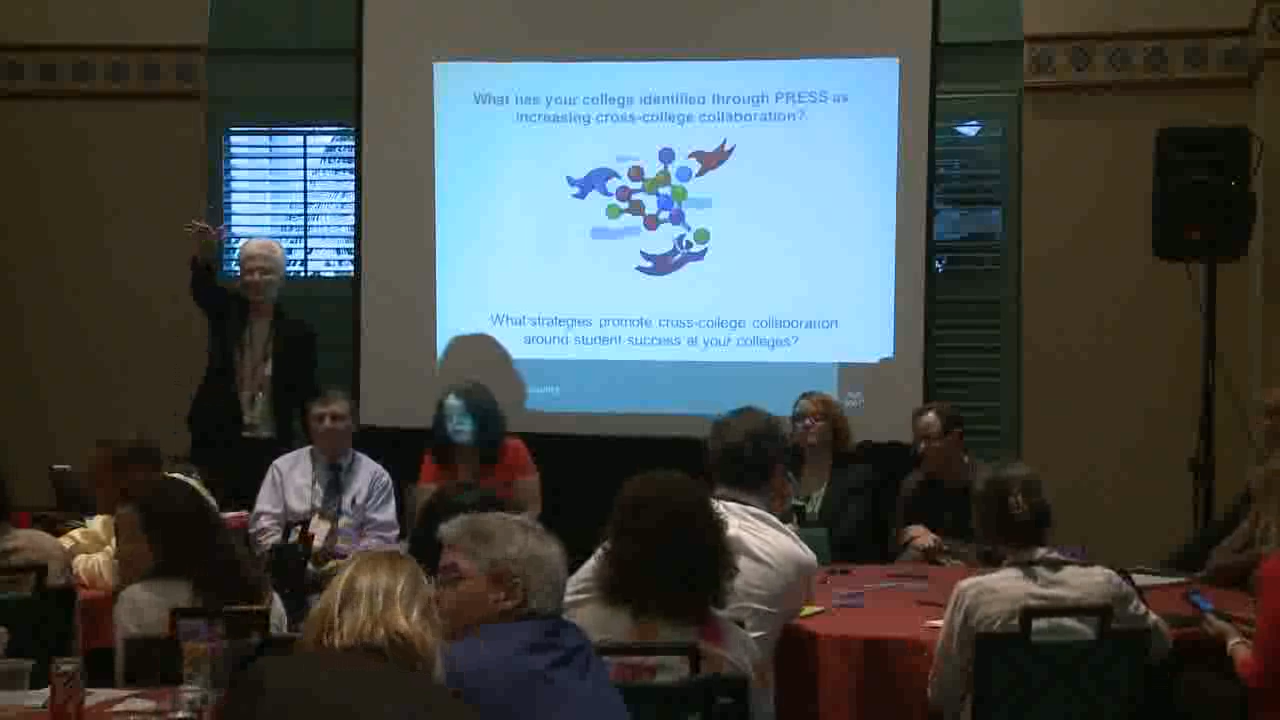 What has your college identified through PRESS as
increasing cross-college collaboration?
What strategies promote cross-college collaboration
around student success at your colleges?